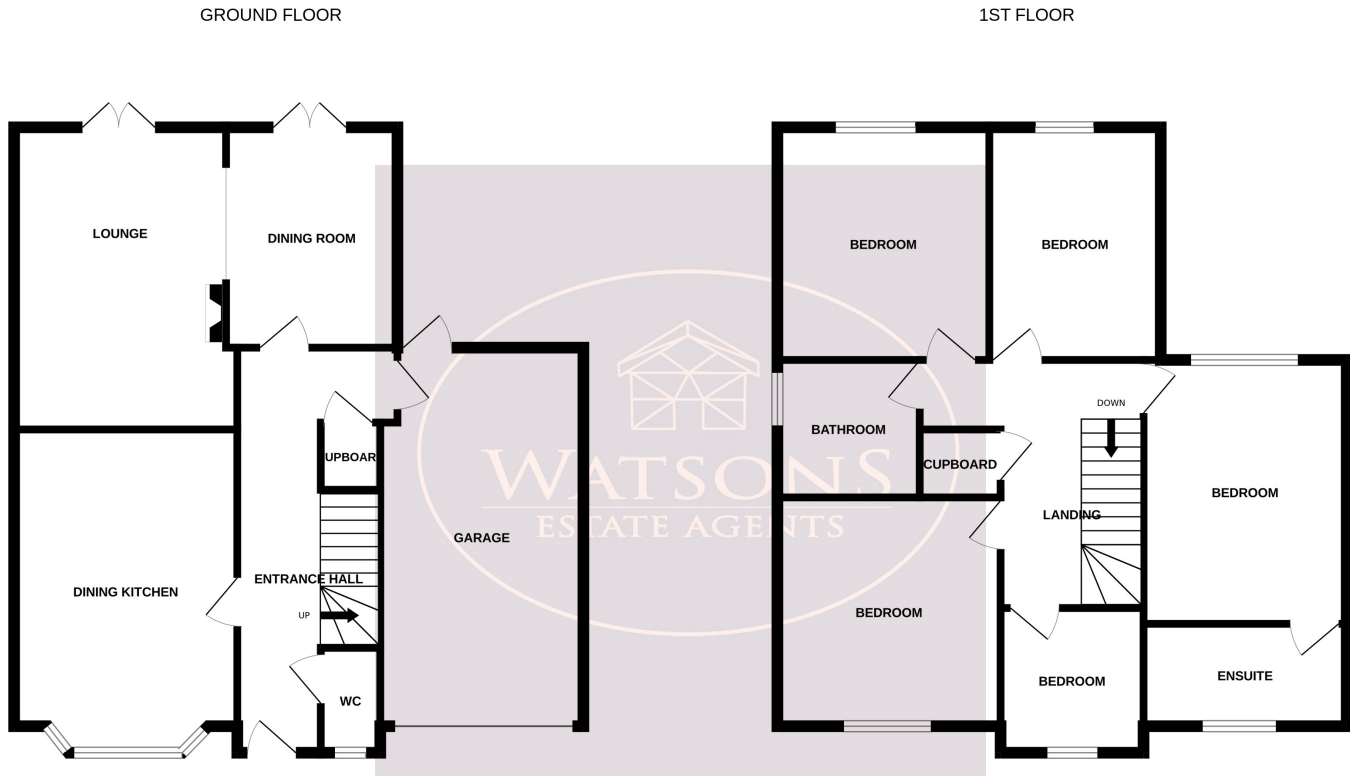 GROUND FLOOR
1ST FLOOR
LOUNGE
DINING ROOM
UPBOAR
GARAGE
DINING KITCHEN
ENTRANCE HALL
UP
WC
BEDROOM
BEDROOM
DOWN
BATHROOM
CUPBOARD
BEDROOM
LANDING
BEDROOM
BEDROOM
ENSUITE
WATSONS
ESTATE AGENTS